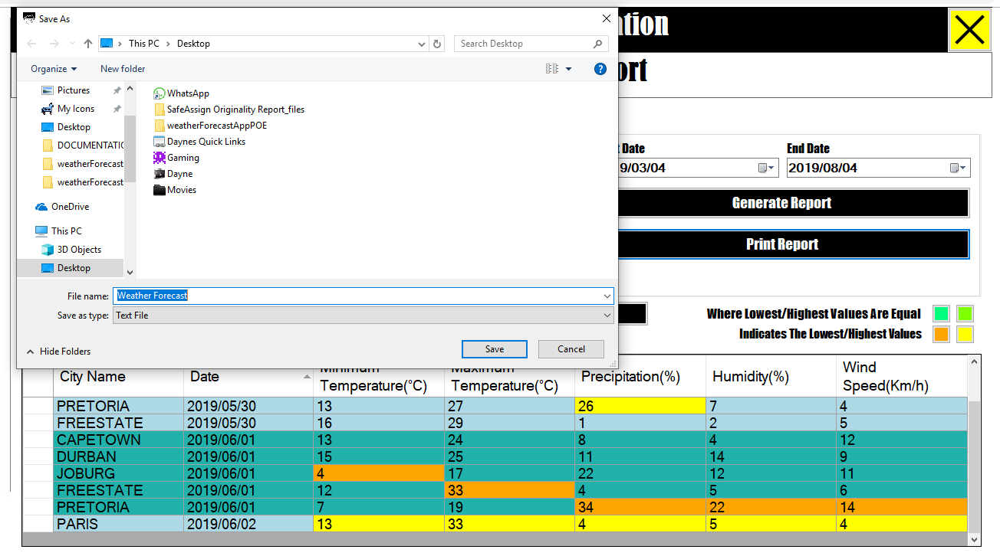 Save As
ation
This PC > Desktop
Search Desktop
ort
Organize
New folder
?
Pictures
My Icons
Desktop
DOCUMENTATIO
weatherForecast
weatherForecast
OneDrive
This PC
3D Objects
Desktop
WhatsApp
SafeAssign Originality Report_files
weatherForecastAppPOE
Daynes Quick Links
Gaming
Dayne
Movies
t Date
End Date
9/03/04
2019/08/04
Generate Report
Print Report
File name: Weather Forecast
Save as type: Text File
Where Lowest/Highest Values Are Equal
Indicates The Lowest/Highest Values
Hide Folders
Save
Cancel
City Name Date Minimum Temperature(°C) Maximum Temperature(°C) Precipitation(%) Humidity(%) Wind Speed(Km/h)
PRETORIA 2019/05/30 13 27 26 7 4
FREESTATE 2019/05/30 16 29 1 2 5
CAPETOWN 2019/06/01 13 24 8 4 12
DURBAN 2019/06/01 15 25 11 14 9
JOBURG 2019/06/01 4 17 22 12 11
FREESTATE 2019/06/01 12 33 4 5 6
PRETORIA 2019/06/01 7 19 34 22 14
PARIS 2019/06/02 13 33 4 5 4